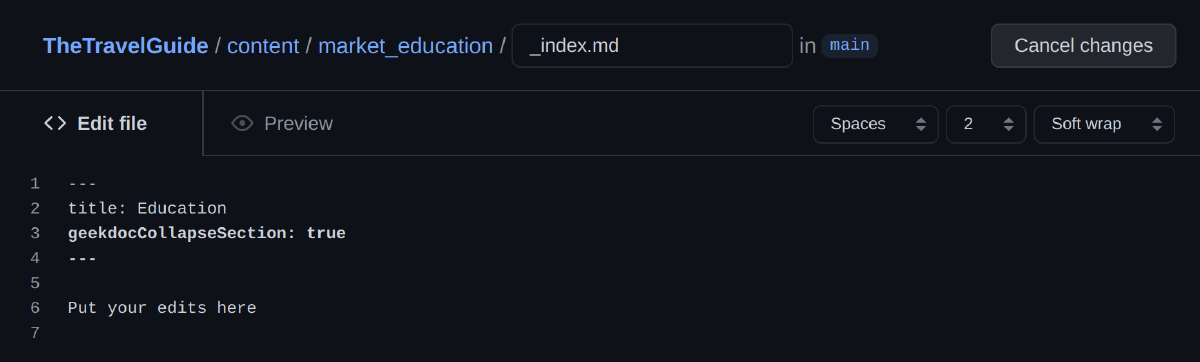 TheTravelGuide / content / market_education / _index.md in main Cancel changes
<> Edit file Preview Spaces 2 Soft wrap
1 ---
2 title: Education
3 geekdocCollapseSection: true
4 ---
5
6 Put your edits here
7